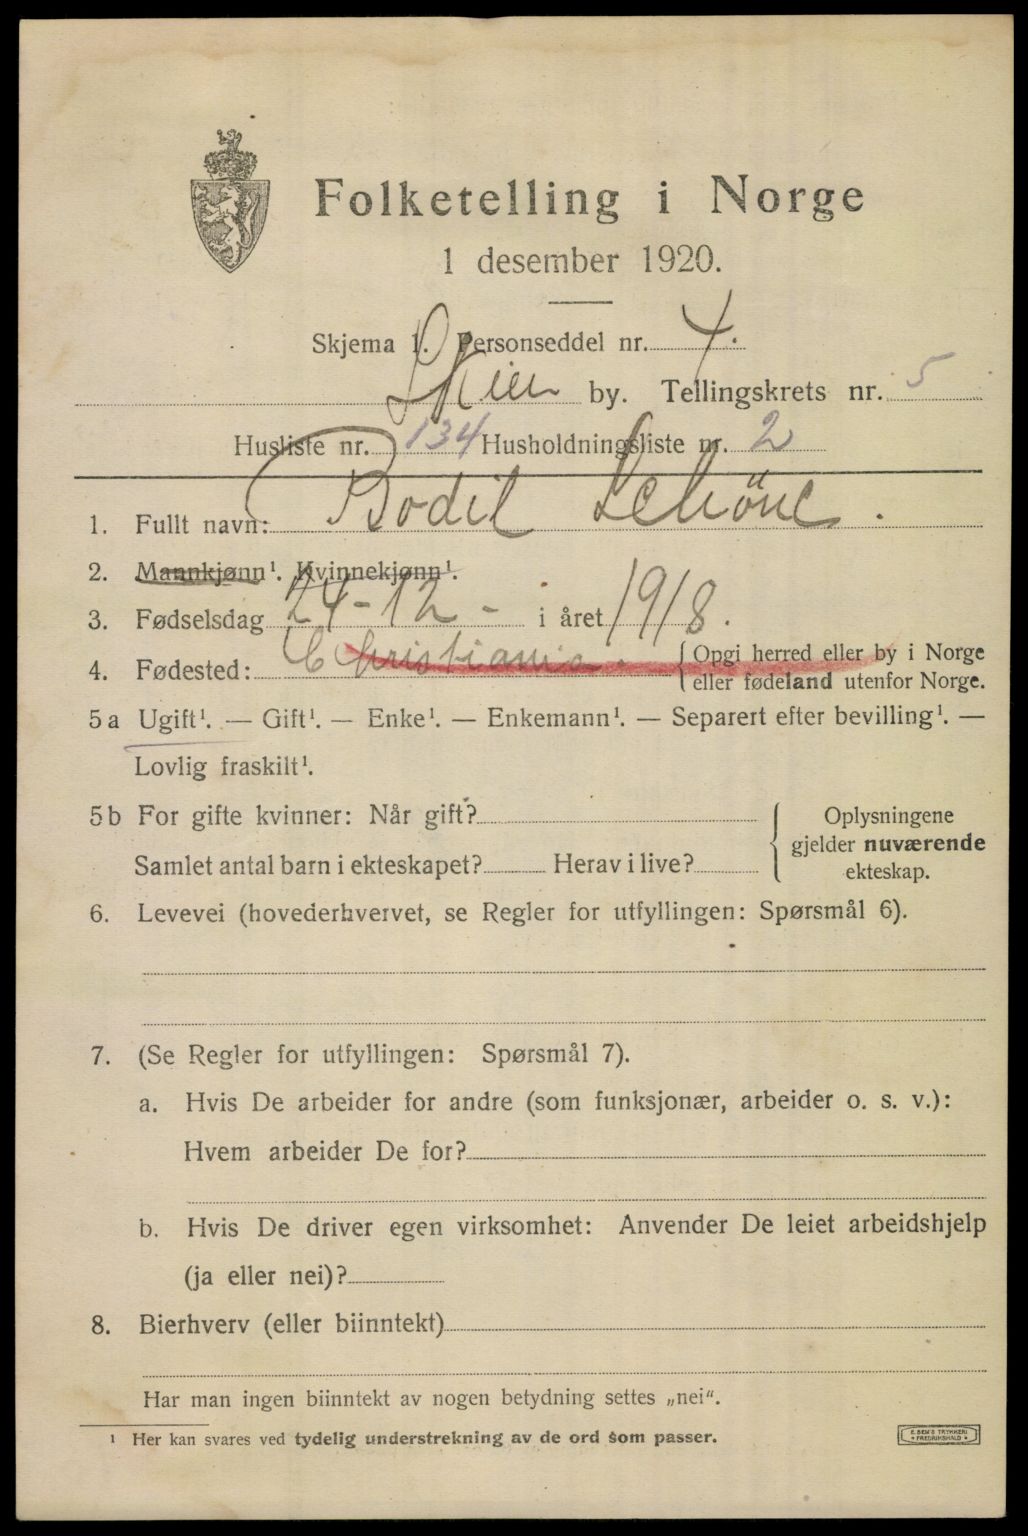 Folketelling i Norge
1 desember 1920.
Skjema 1. Personseddel nr. 4.
Skien by. Tellingskrets nr. 5
Husliste nr. 134 Husholdningsliste nr. 2
1. Fullt navn: Bodil Schöne.
2. Mannkjønn¹. Kvinnekjønn¹.
3. Fødselsdag 24-12- i året 1918.
4. Fødested: Christiania. Opgi herred eller by i Norge
eller fødeland utenfor Norge.
5a Ugift¹. — Gift¹. — Enke¹. — Enkemann¹. — Separert efter bevilling¹. —
Lovlig fraskilt¹.
5b For gifte kvinner: Når gift? Oplysningene
gjelder nuværende
Samlet antal barn i ekteskapet? Herav i live? ekteskap.
6. Levevei (hovederhvervet, se Regler for utfyllingen: Spørsmål 6).
7. (Se Regler for utfyllingen: Spørsmål 7).
a. Hvis De arbeider for andre (som funksjonær, arbeider o. s. v.):
Hvem arbeider De for?
b. Hvis De driver egen virksomhet: Anvender De leiet arbeidshjelp
(ja eller nei)?
8. Bierhverv (eller biinntekt)
Har man ingen biinntekt av nogen betydning settes „nei“.
¹ Her kan svares ved tydelig understrekning av de ord som passer.
E. SEM'S TRYKKERI
FREDRIKSHALD